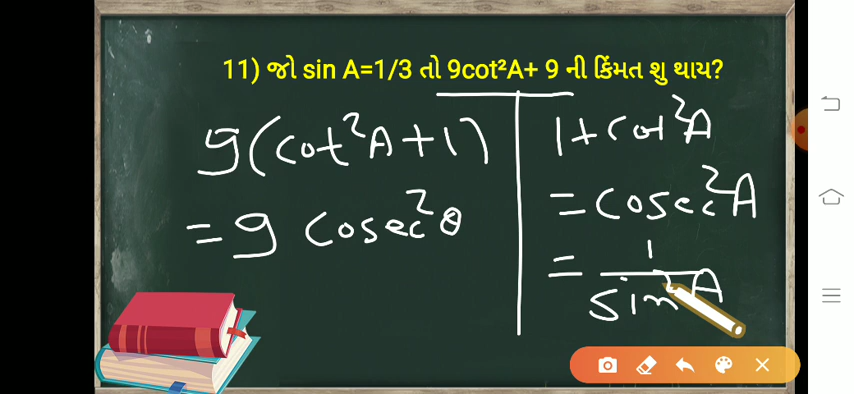 11) જો sin A=1/3 તો 9cot²A+ 9 ની કિંમત શુ થાય?
9(cot²A+1)
= 9 cosec²θ
1+cot²A
= cosec²A
= 1/sin²A